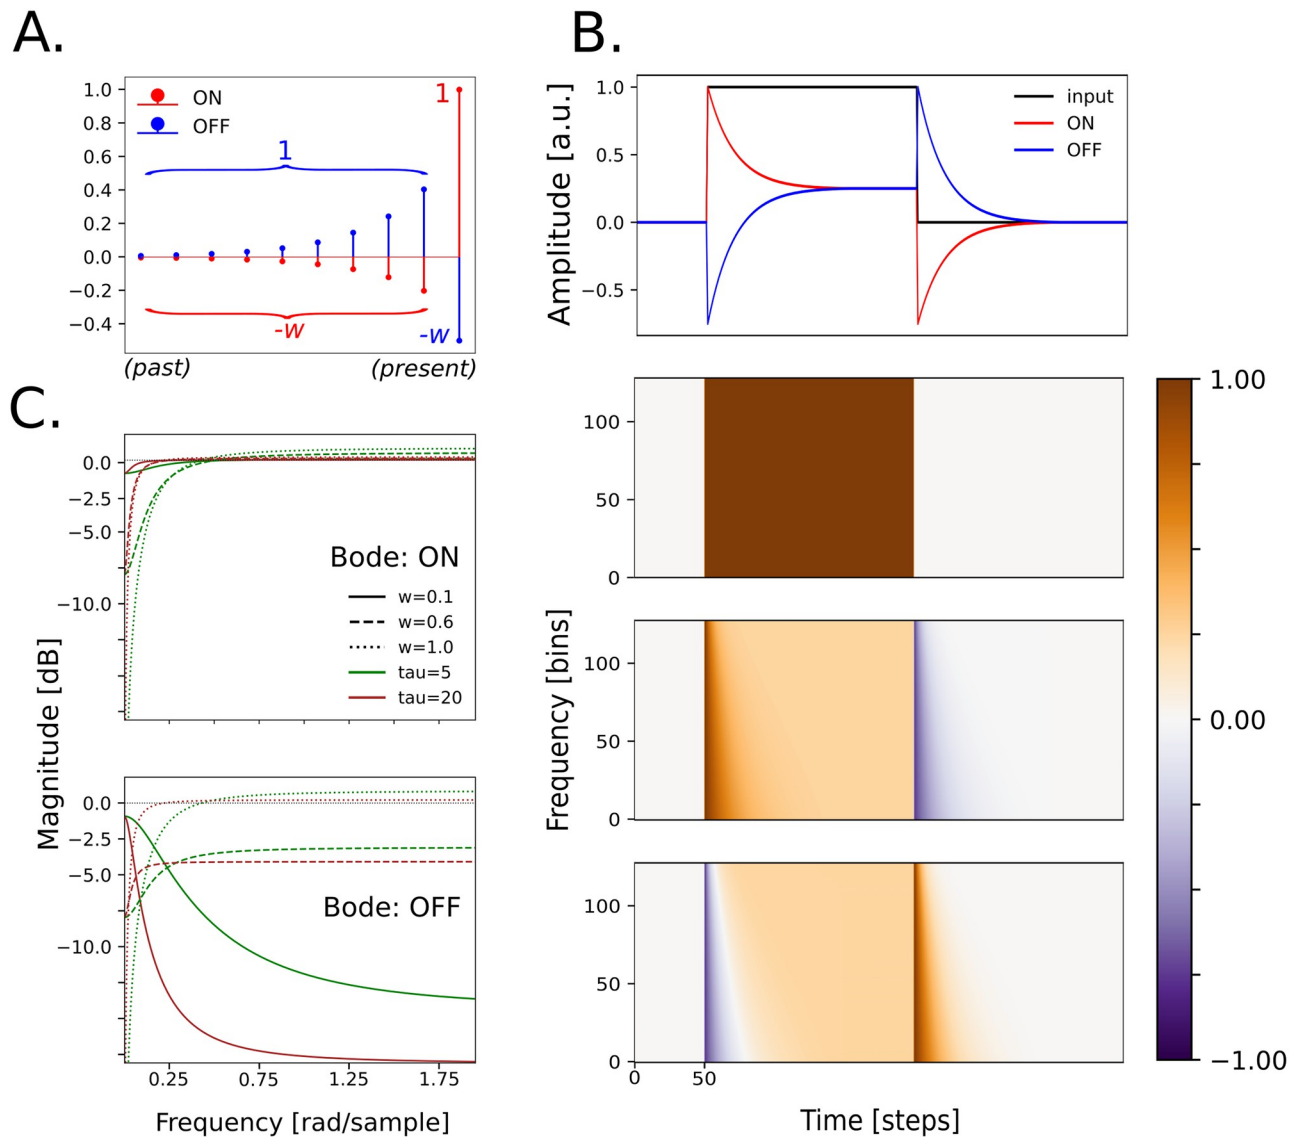 A.
1.0
0.8
0.6
0.4
0.2
0.0
−0.2
−0.4
ON
OFF
1
1
-w
-w
(past)
(present)
B.
Amplitude [a.u.]
1.0
0.5
0.0
−0.5
input
ON
OFF
C.
Magnitude [dB]
0.0
−2.5
−5.0
−10.0
Bode: ON
w=0.1
w=0.6
w=1.0
tau=5
tau=20
0.0
−2.5
−5.0
−10.0
Bode: OFF
0.25
0.75
1.25
1.75
Frequency [rad/sample]
Frequency [bins]
100
50
0
100
50
0
100
50
0
0
50
Time [steps]
1.00
0.00
−1.00